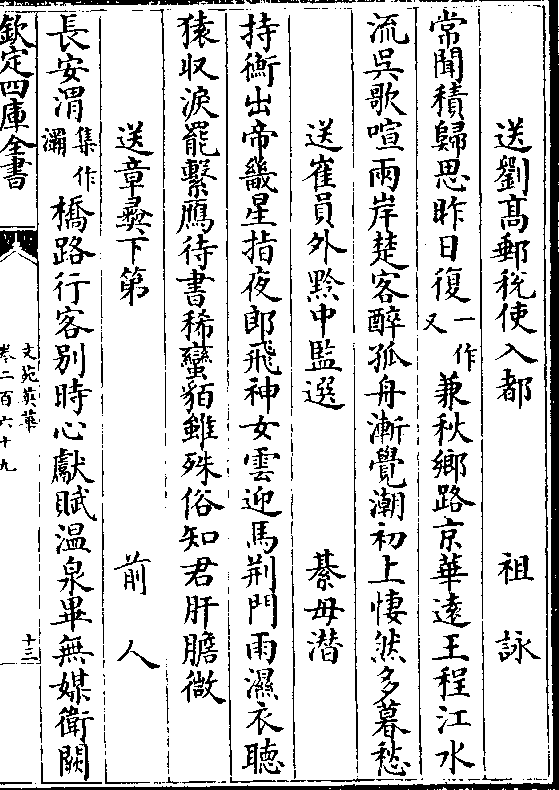 送劉髙郵稅使入都 祖詠
常聞積歸思昨日復一作又兼秋鄉路京華逺王程江水
流吳歌喧兩岸楚客醉孤舟漸覺潮初上悽然多暮愁
送崔員外黔中監選 綦毋潛
持衡出帝畿星指夜郎飛神女雲迎馬荆門雨濕衣聽
猿収淚罷繫鴈待書稀蠻貊雖殊俗知君肝膽微
送章彞下第 前人
長安渭集作灞橋路行客別時心獻賦温泉畢無媒衛闕
欽定四庫全書
文苑英華
卷二百六十九
十三